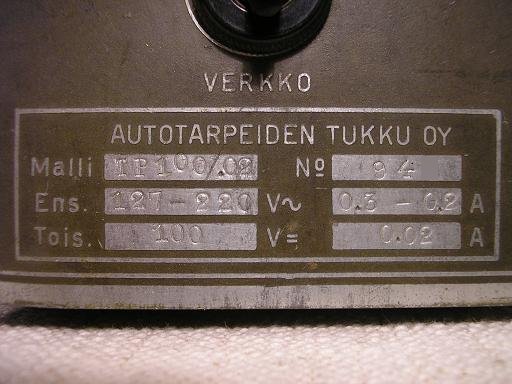 VERKKO
AUTOTARPEIDEN TUKKU OY
Malli IP100/02 No 94
Ens. 127-220 V~ 0.3 - 0.2 A
Tois. 100 V= 0.02 A